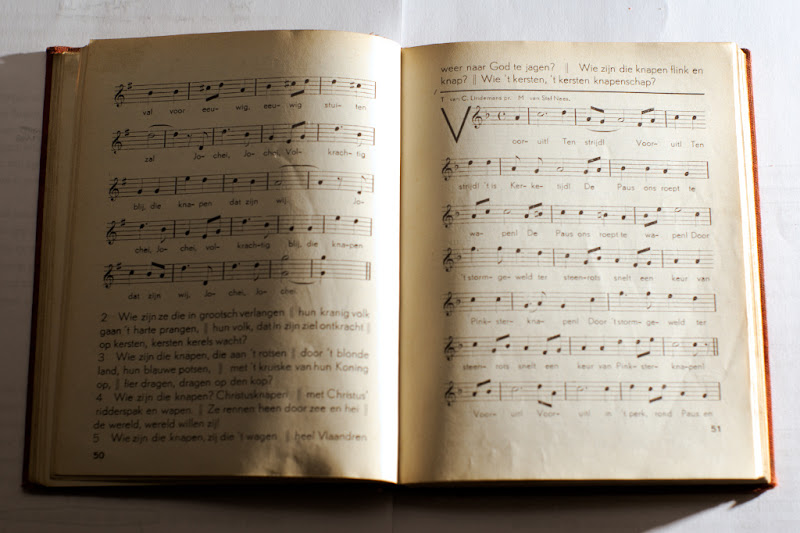 val voor eeu- wig, eeu- wig stui- ten
zal Jo- chei, Jo- chei, Vol- krach- tig
blij, die kna- pen dat zijn wij. Jo-
chei, Jo- chei, vol- krach- tig blij, die knapen
dat zijn wij, Jo- chei, Jo- chei.
2 Wie zijn ze die in grootsch verlangen || hun kranig volk
gaan 't harte prangen, || hun volk, dat in zijn ziel ontkracht ||
op kersten, kersten kerels wacht?
3 Wie zijn die knapen, die aan 't rotsen || door 't blonde
land, hun blauwe potsen, || met 't kruiske van hun Koning
op, || fier dragen, dragen op den kop?
4 Wie zijn die knapen? Christusknapen || met Christus'
ridderspak en wapen. || Ze rennen heen door zee en hei ||
de wereld, wereld willen zij!
5 Wie zijn die knapen, zij die 't wagen || heel Vlaandren
50
weer naar God te jagen? || Wie zijn die knapen flink en
knap? || Wie 't kersten, 't kersten knapenschap?
T. van C. Lindemans pr. M. van Stef Nees.
Voor- uit! Ten strijd! Voor- uit! Ten
strijd! 't is Ker- ke- tijd! De Paus ons roept te
wa- pen! De Paus ons roept te wa- pen! Door
't storm- ge- weld ter steen- rots snelt een keur van
Pink- ster- kna- pen! Door 't storm- ge- weld ter
steen- rots snelt een keur van Pink- ster- kna- pen!
Voor- uit! Voor- uit! in 't perk, rond Paus en
51